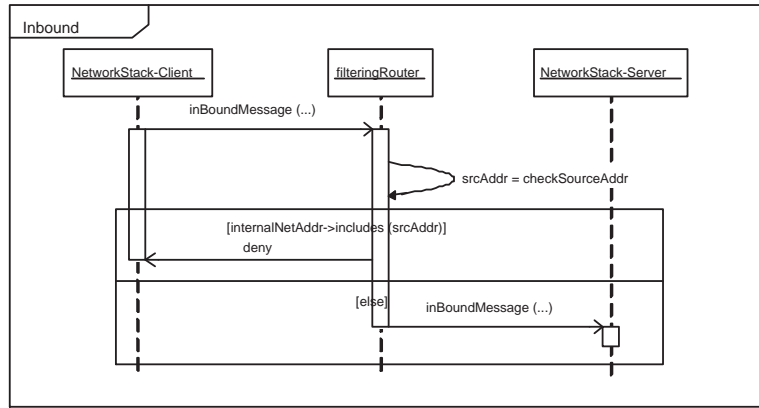 Inbound
NetworkStack-Client
filteringRouter
NetworkStack-Server
inBoundMessage (...)
srcAddr = checkSourceAddr
[internalNetAddr->includes (srcAddr)]
deny
[else]
inBoundMessage (...)